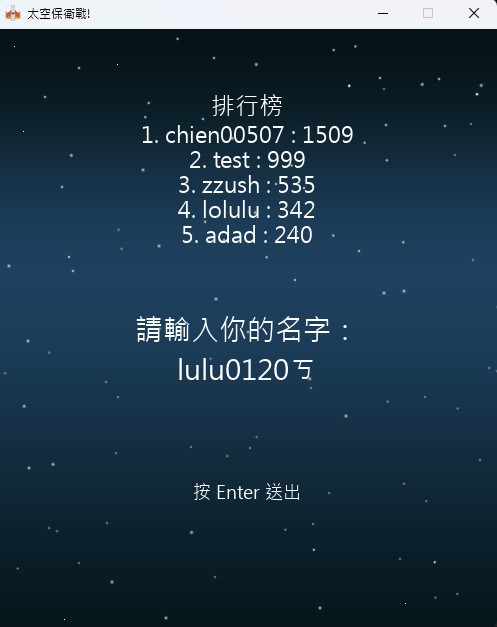 太空保衛戰!
排行榜
1. chien00507 : 1509
2. test : 999
3. zzush : 535
4. lolulu : 342
5. adad : 240
請輸入你的名字：
lulu0120ㄎ
按 Enter 送出